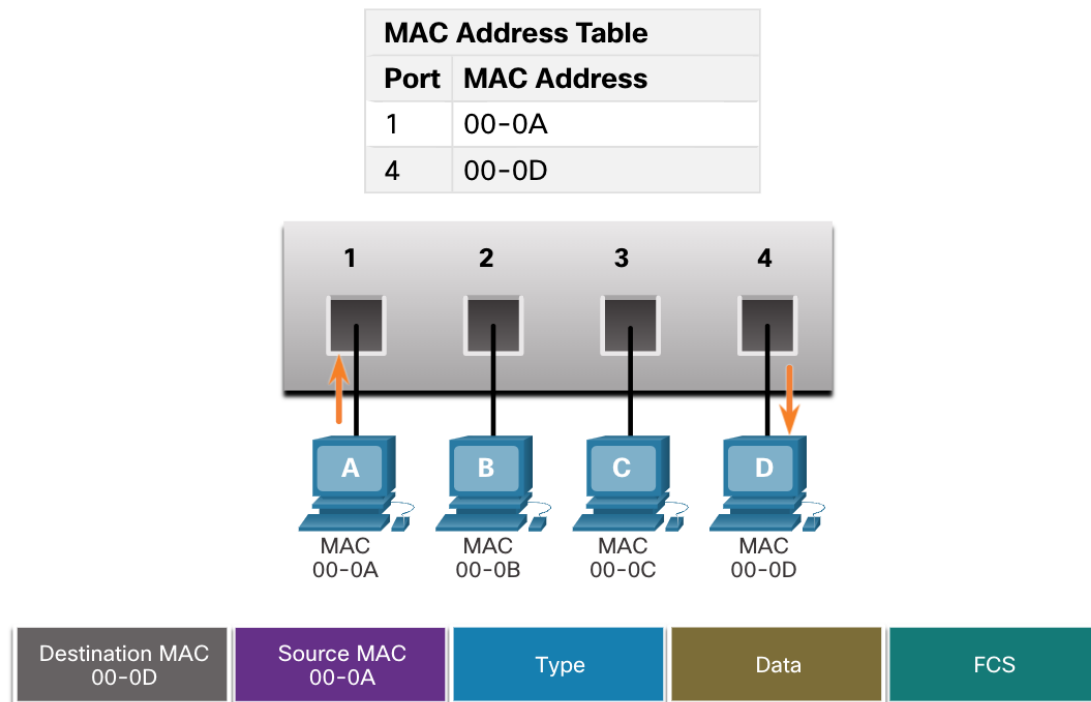 MAC Address Table
Port MAC Address
1 00-0A
4 00-0D
1 2 3 4
A B C D
MAC MAC MAC MAC
00-0A 00-0B 00-0C 00-0D
Destination MAC Source MAC Type Data FCS
00-0D 00-0A